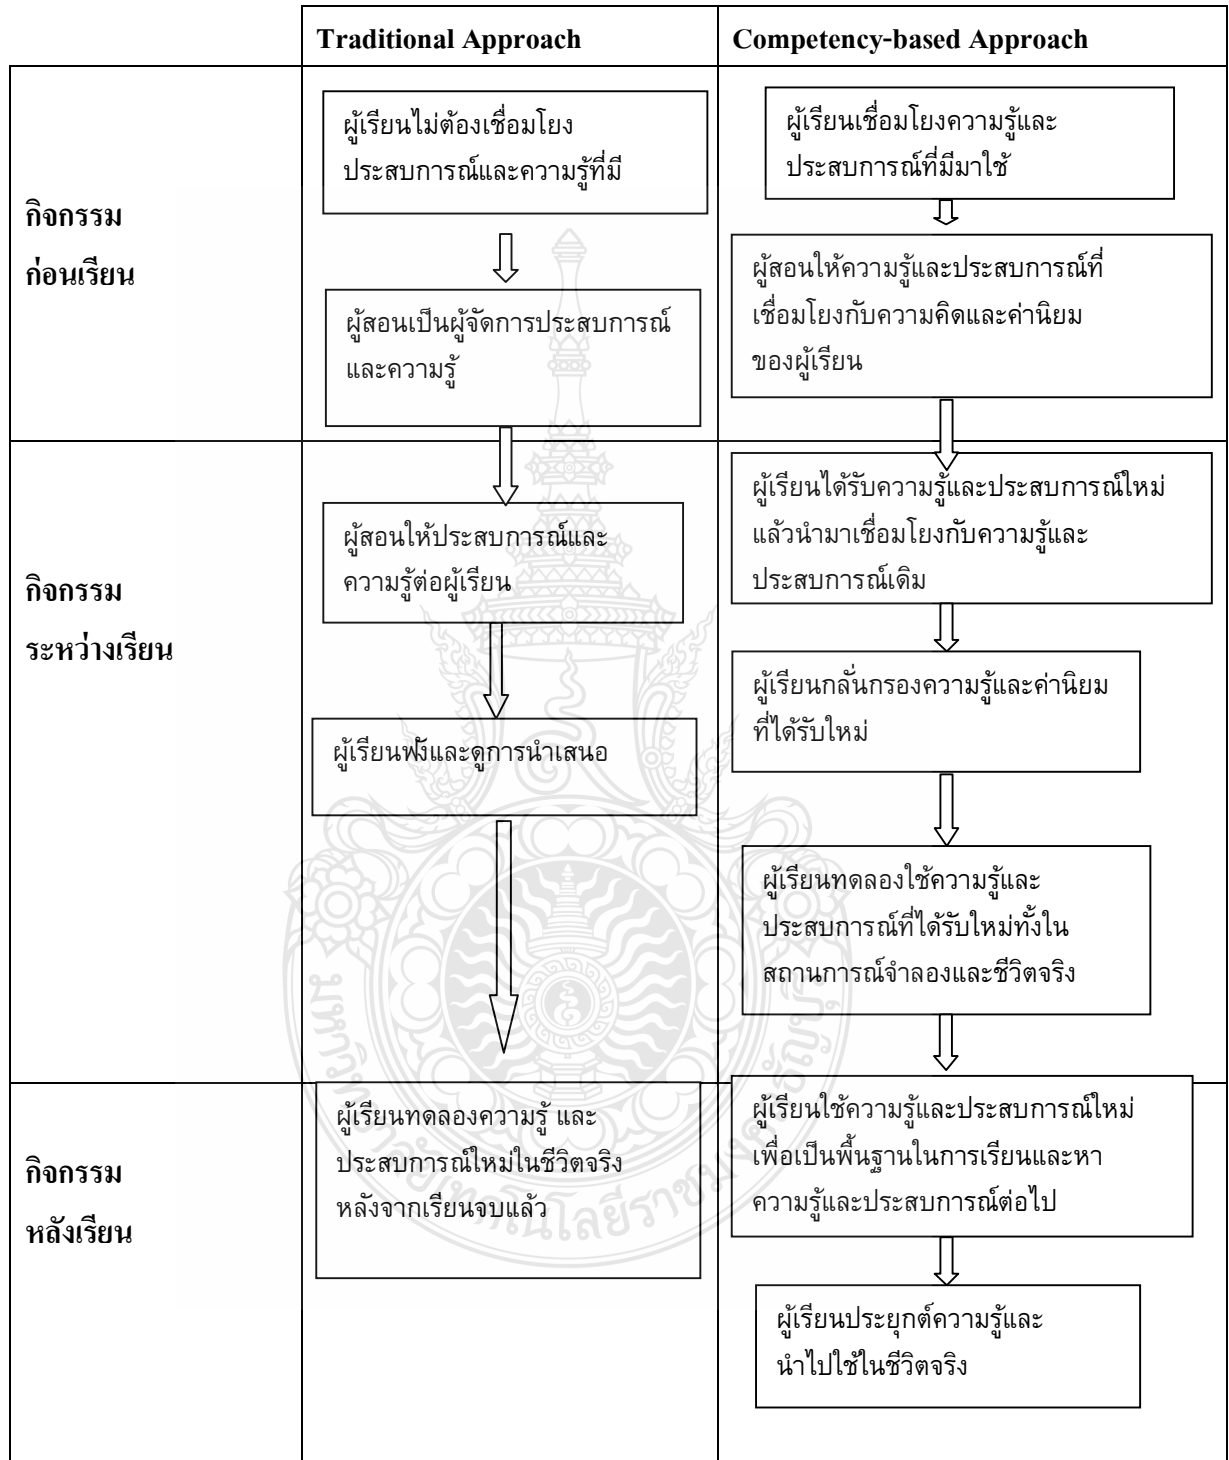 Traditional Approach
Competency-based Approach
กิจกรรม
ก่อนเรียน
ผู้เรียนไม่ต้องเชื่อมโยง
ประสบการณ์และความรู้ที่มี
ผู้สอนเป็นผู้จัดการประสบการณ์
และความรู้
ผู้เรียนเชื่อมโยงความรู้และ
ประสบการณ์ที่มีมาใช้
ผู้สอนให้ความรู้และประสบการณ์ที่
เชื่อมโยงกับความคิดและค่านิยม
ของผู้เรียน
กิจกรรม
ระหว่างเรียน
ผู้สอนให้ประสบการณ์และ
ความรู้ต่อผู้เรียน
ผู้เรียนฟังและดูการนำเสนอ
ผู้เรียนได้รับความรู้และประสบการณ์ใหม่
แล้วนำมาเชื่อมโยงกับความรู้และ
ประสบการณ์เดิม
ผู้เรียนกลั่นกรองความรู้และค่านิยม
ที่ได้รับใหม่
ผู้เรียนทดลองใช้ความรู้และ
ประสบการณ์ที่ได้รับใหม่ทั้งใน
สถานการณ์จำลองและชีวิตจริง
กิจกรรม
หลังเรียน
ผู้เรียนทดลองความรู้ และ
ประสบการณ์ใหม่ในชีวิตจริง
หลังจากเรียนจบแล้ว
ผู้เรียนใช้ความรู้และประสบการณ์ใหม่
เพื่อเป็นพื้นฐานในการเรียนและหา
ความรู้และประสบการณ์ต่อไป
ผู้เรียนประยุกต์ความรู้และ
นำไปใช้ในชีวิตจริง
มหาวิทยาลัยเทคโนโลยีราชมงคลธัญบุรี